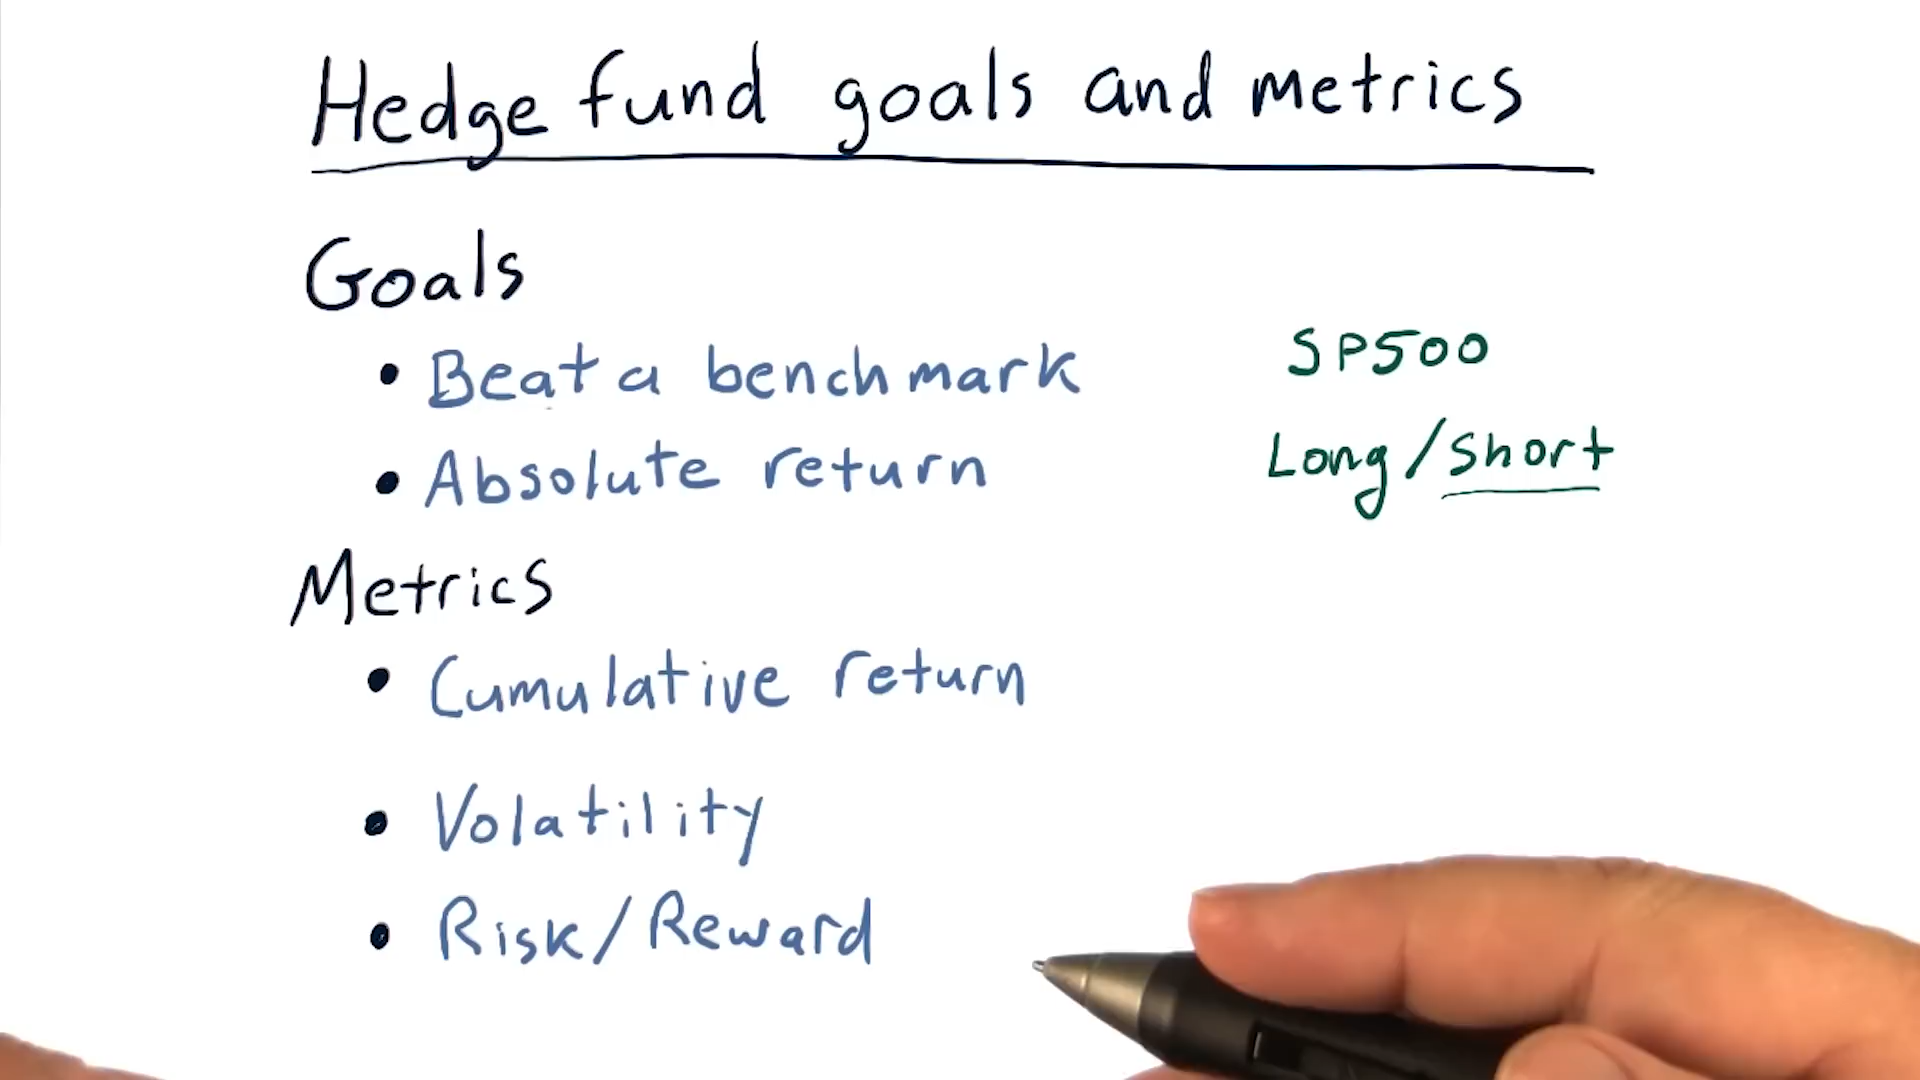 Hedge fund goals and metrics
Goals
• Beat a benchmark
SP500
• Absolute return
Long/short
Metrics
• Cumulative return
• Volatility
• Risk/Reward